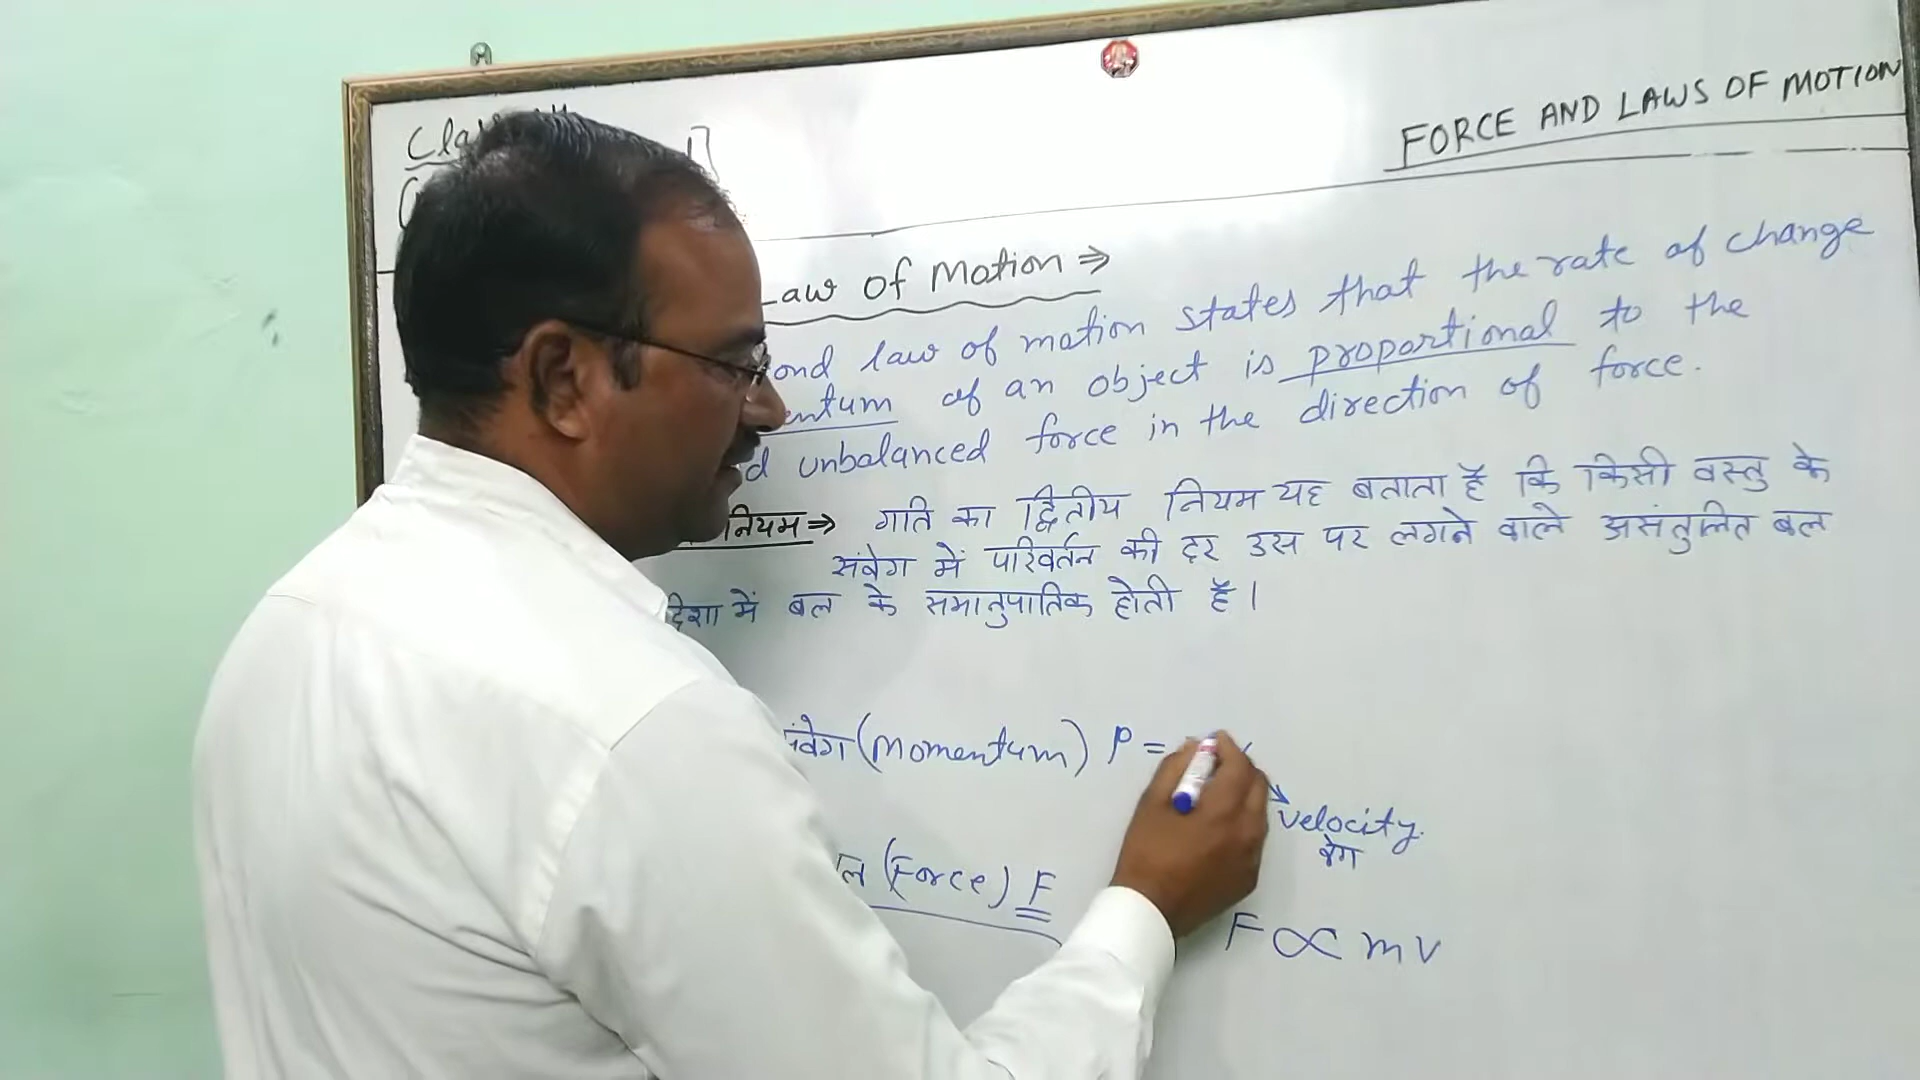 FORCE AND LAWS OF MOTION
Law Of Motion ⇒
law of motion states that the rate of change
of an object is proportional to the
unbalanced force in the direction of force.
नियम ⇒ गति का द्वितीय नियम यह बताता है कि किसी वस्तु के
संवेग में परिवर्तन की दर उस पर लगने वाले असंतुलित बल
दिशा में बल के समानुपातिक होती है।
(Momentum) P =
velocity.
वेग
(Force) F
F ∝ mv